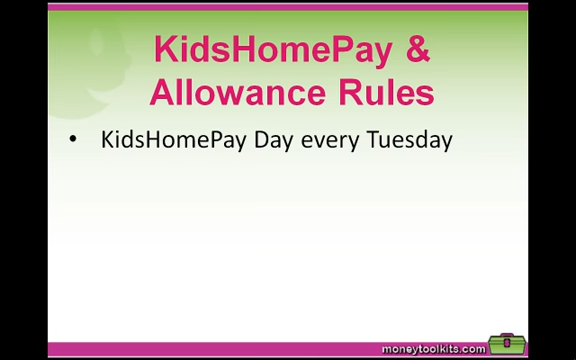 KidsHomePay &
Allowance Rules
• KidsHomePay Day every Tuesday
moneytoolkits.com